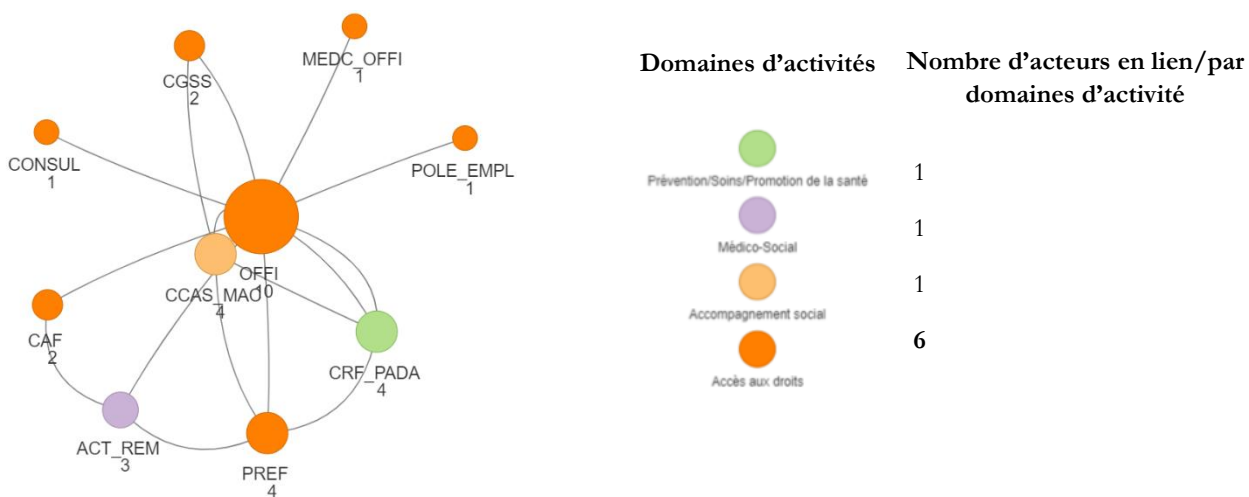 MEDC_OFFI
1
CGSS
2
CONSUL
1
POLE_EMPL
1
OFFI
10
CCAS_MAO
4
CAF
2
CRF_PADA
4
ACT_REM
3
PREF
4
Domaines d'activités
Nombre d'acteurs en lien/par
domaines d'activité
Prévention/Soins/Promotion de la santé
1
Médico-Social
1
Accompagnement social
1
Accès aux droits
6